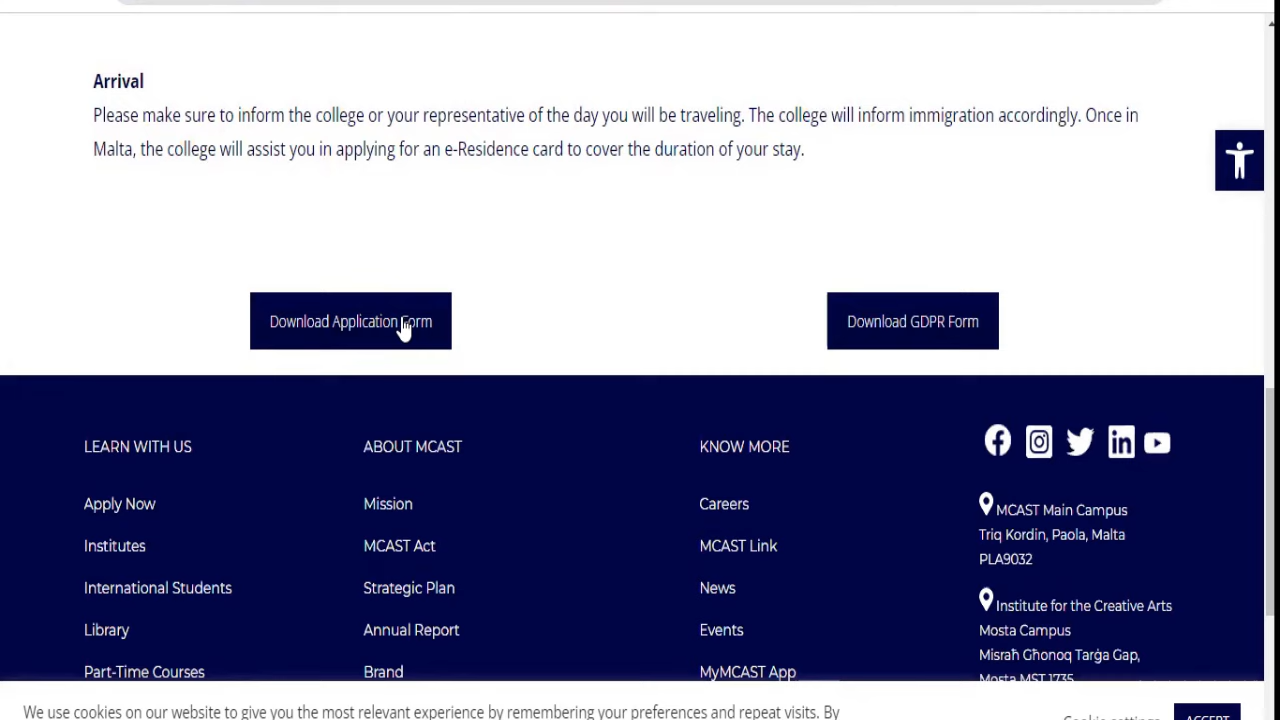 Arrival
Please make sure to inform the college or your representative of the day you will be traveling. The college will inform immigration accordingly. Once in
Malta, the college will assist you in applying for an e-Residence card to cover the duration of your stay.
Download Application Form
Download GDPR Form
LEARN WITH US
Apply Now
Institutes
International Students
Library
Part-Time Courses
ABOUT MCAST
Mission
MCAST Act
Strategic Plan
Annual Report
Brand
KNOW MORE
Careers
MCAST Link
News
Events
MyMCAST App
MCAST Main Campus
Triq Kordin, Paola, Malta
PLA9032
Institute for the Creative Arts
Mosta Campus
Misraħ Għonoq Tarġa Gap,
Mosta MST 1735
We use cookies on our website to give you the most relevant experience by remembering your preferences and repeat visits. By
Cookie settings
ACCEPT